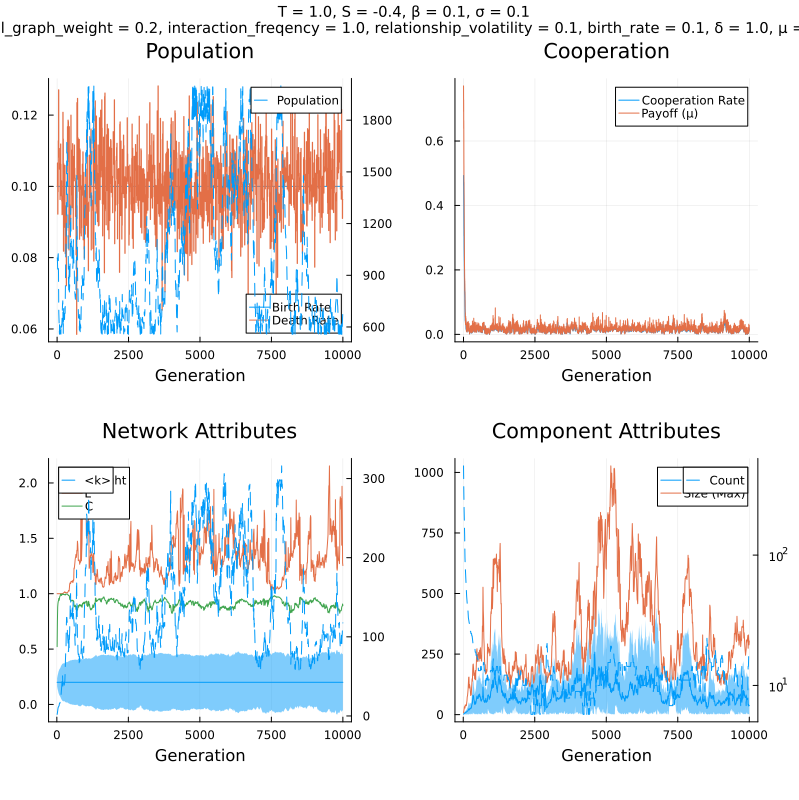 T = 1.0, S = -0.4, β = 0.1, σ = 0.1
l_graph_weight = 0.2, interaction_freqency = 1.0, relationship_volatility = 0.1, birth_rate = 0.1, δ = 1.0, μ =
Population
Cooperation
Population
Birth Rate
Death Rate
0.12
0.10
0.08
0.06
1800
1500
1200
900
600
0
2500
5000
7500
10000
Generation
Cooperation Rate
Payoff (μ)
0.6
0.4
0.2
0.0
0
2500
5000
7500
10000
Generation
Network Attributes
Component Attributes
<k> ht
C
2.0
1.5
1.0
0.5
0.0
300
200
100
0
0
2500
5000
7500
10000
Generation
Count
Size (Max)
1000
750
500
250
0
10²
10¹
0
2500
5000
7500
10000
Generation